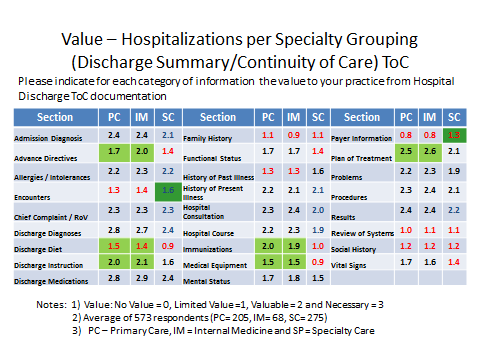 Value – Hospitalizations per Specialty Grouping
(Discharge Summary/Continuity of Care) ToC
Please indicate for each category of information the value to your practice from Hospital
Discharge ToC documentation
Section PC IM SC Section PC IM SC Section PC IM SC
Admission Diagnosis 2.4 2.4 2.1 Family History 1.1 0.9 1.1 Payer Information 0.8 0.8 1.3
Advance Directives 1.7 2.0 1.4 Functional Status 1.7 1.7 1.4 Plan of Treatment 2.5 2.6 2.1
Allergies / Intolerances 2.2 2.3 2.2 History of Past Illness 1.3 1.3 1.6 Problems 2.2 2.3 1.9
Encounters 1.3 1.4 1.6 History of Present Illness 2.2 2.1 2.1 Procedures 2.3 2.4 2.1
Chief Complaint / RoV 2.3 2.3 2.3 Hospital Consultation 2.3 2.4 2.0 Results 2.4 2.4 2.2
Discharge Diagnoses 2.8 2.7 2.4 Hospital Course 2.2 2.3 1.9 Review of Systems 1.0 1.1 1.1
Discharge Diet 1.5 1.4 0.9 Immunizations 2.0 1.9 1.0 Social History 1.2 1.2 1.2
Discharge Instruction 2.0 2.1 1.6 Medical Equipment 1.5 1.5 0.9 Vital Signs 1.7 1.6 1.4
Discharge Medications 2.8 2.9 2.4 Mental Status 1.7 1.8 1.5
Notes: 1) Value: No Value = 0, Limited Value =1, Valuable = 2 and Necessary = 3
2) Average of 573 respondents (PC= 205, IM= 68, SC= 275)
3) PC – Primary Care, IM = Internal Medicine and SP= Specialty Care